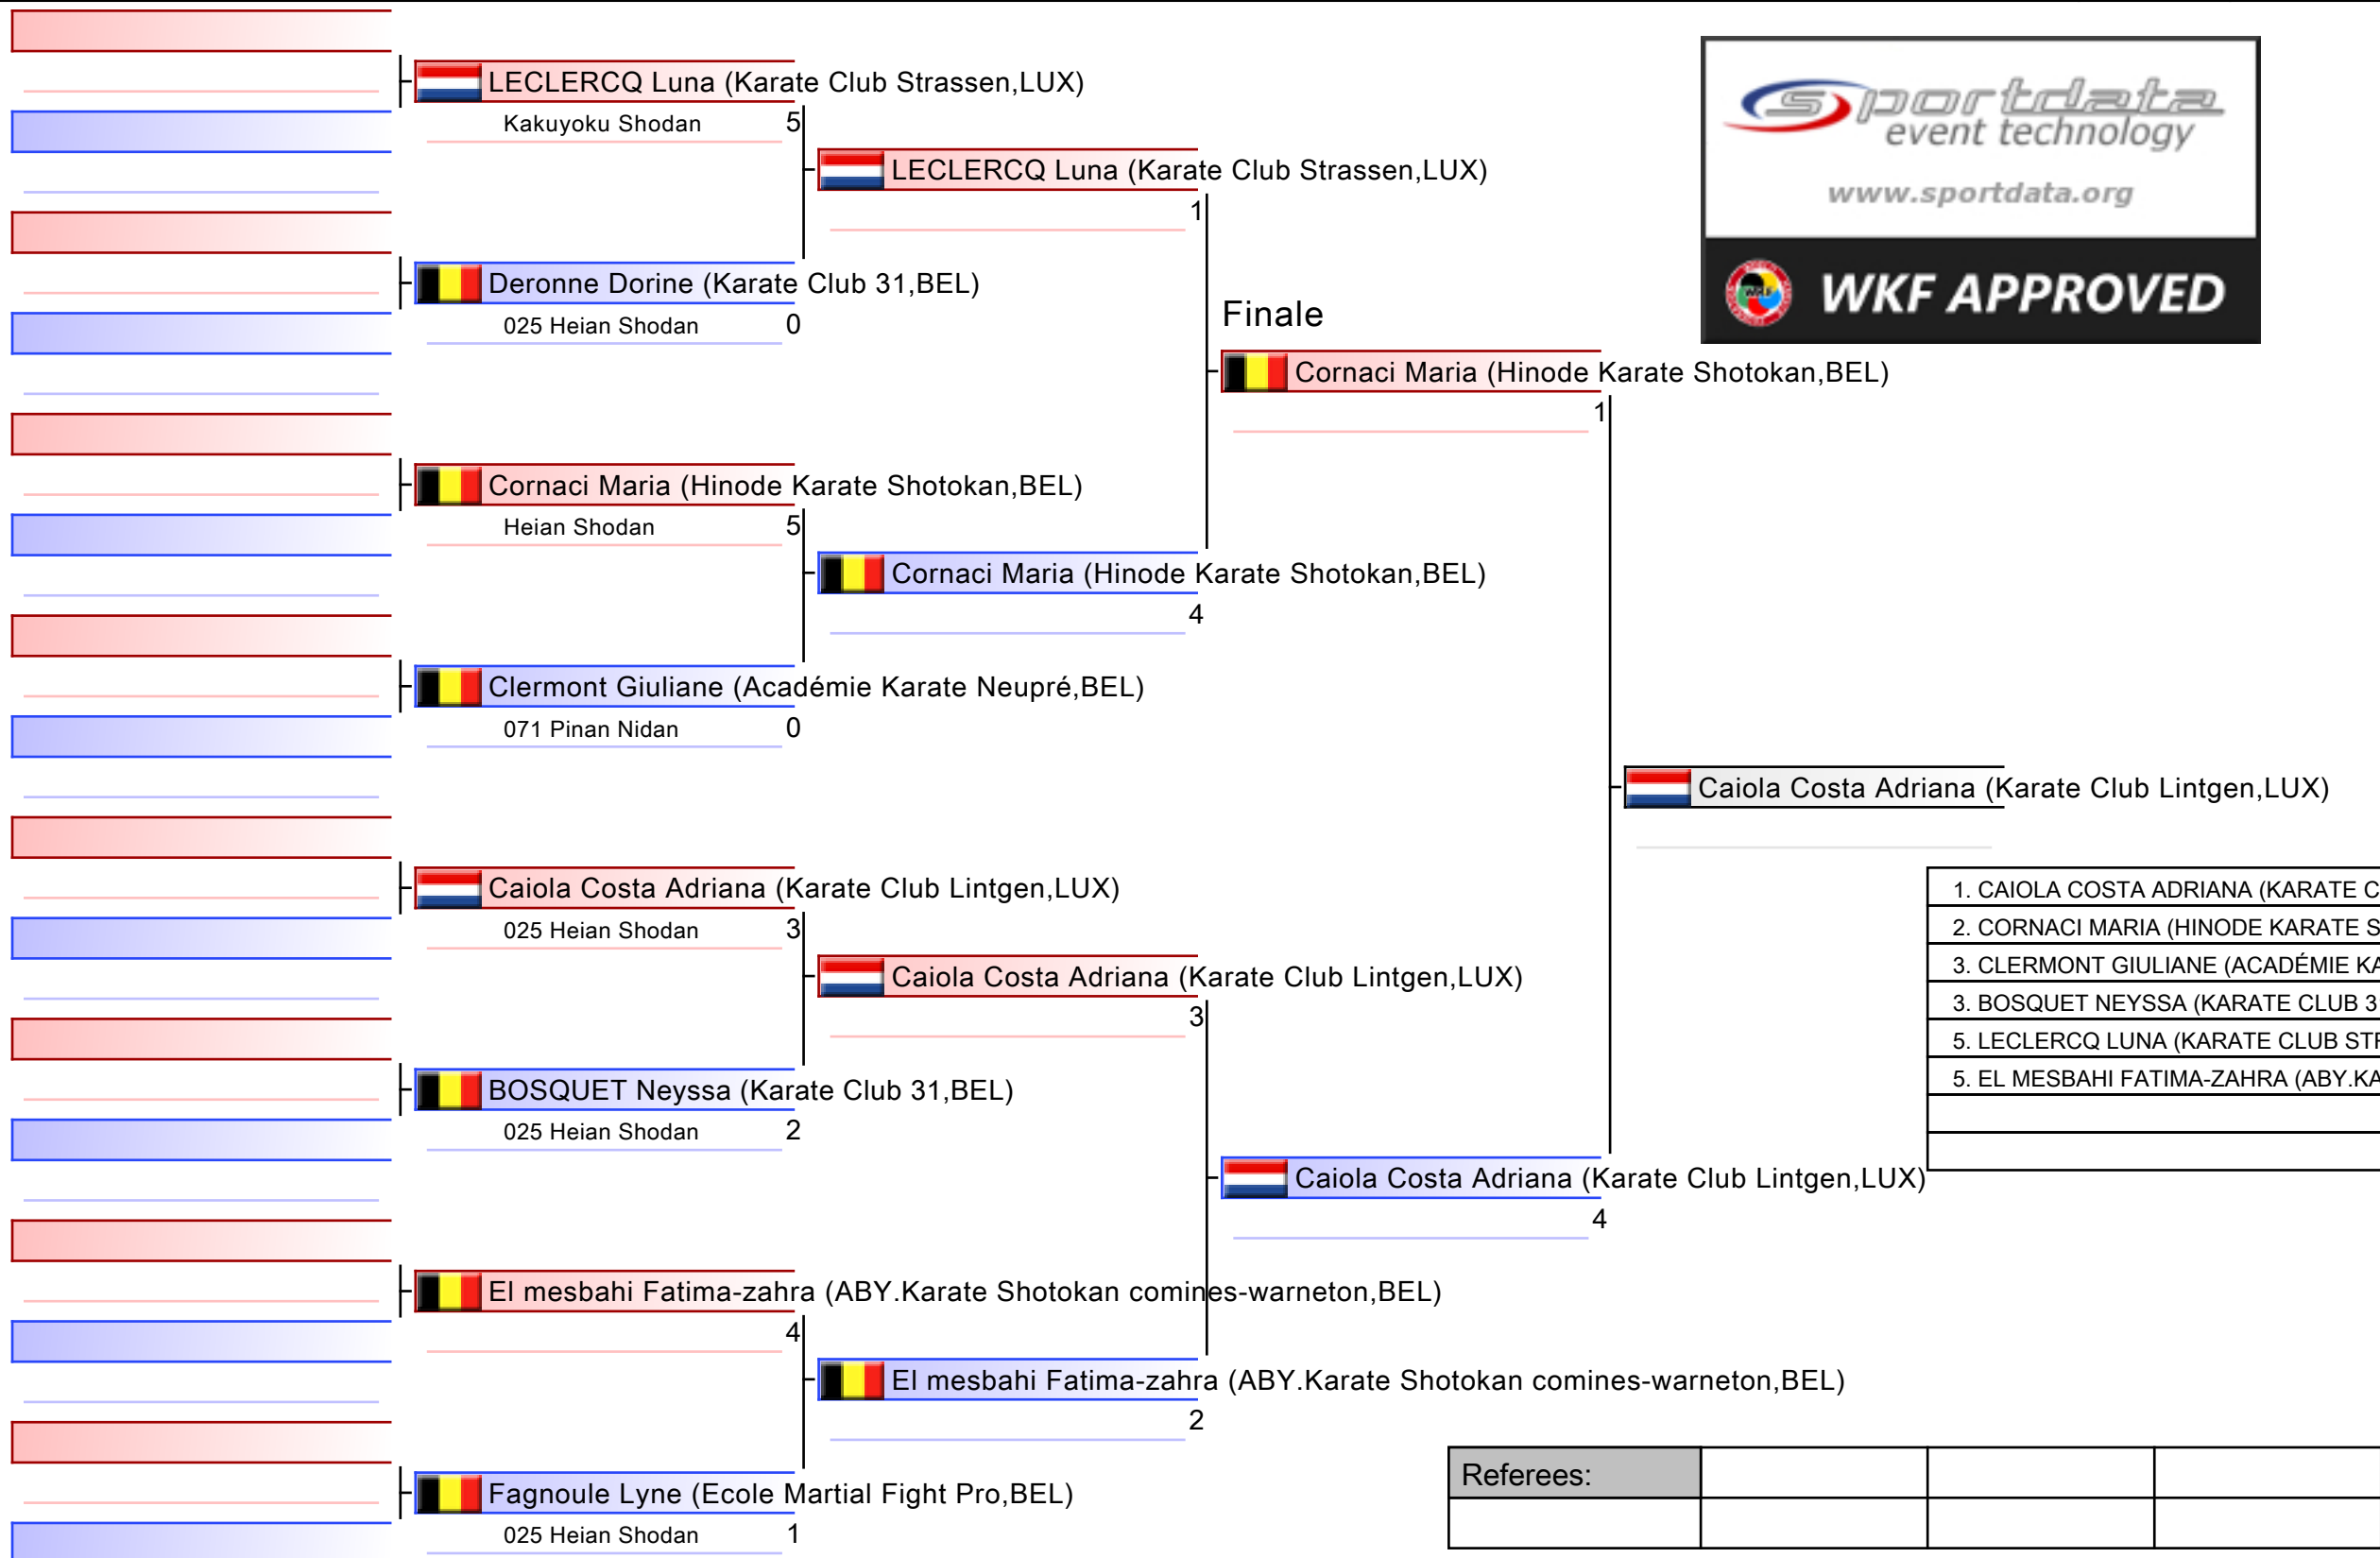 LECLERCQ Luna (Karate Club Strassen,LUX)
Kakuyoku Shodan 5
Deronne Dorine (Karate Club 31,BEL)
025 Heian Shodan 0
Cornaci Maria (Hinode Karate Shotokan,BEL)
Heian Shodan 5
Clermont Giuliane (Académie Karate Neupré,BEL)
071 Pinan Nidan 0
Caiola Costa Adriana (Karate Club Lintgen,LUX)
025 Heian Shodan 3
BOSQUET Neyssa (Karate Club 31,BEL)
025 Heian Shodan 2
El mesbahi Fatima-zahra (ABY.Karate Shotokan comines-warneton,BEL)
4
Fagnoule Lyne (Ecole Martial Fight Pro,BEL)
025 Heian Shodan 1
LECLERCQ Luna (Karate Club Strassen,LUX)
1
Cornaci Maria (Hinode Karate Shotokan,BEL)
4
Caiola Costa Adriana (Karate Club Lintgen,LUX)
3
El mesbahi Fatima-zahra (ABY.Karate Shotokan comines-warneton,BEL)
2
Finale
Cornaci Maria (Hinode Karate Shotokan,BEL)
1
Caiola Costa Adriana (Karate Club Lintgen,LUX)
4
Caiola Costa Adriana (Karate Club Lintgen,LUX)
sportdata
event technology
www.sportdata.org
WKF APPROVED
1. CAIOLA COSTA ADRIANA (KARATE C
2. CORNACI MARIA (HINODE KARATE S
3. CLERMONT GIULIANE (ACADÉMIE KA
3. BOSQUET NEYSSA (KARATE CLUB 3
5. LECLERCQ LUNA (KARATE CLUB ST
5. EL MESBAHI FATIMA-ZAHRA (ABY.KA
Referees: